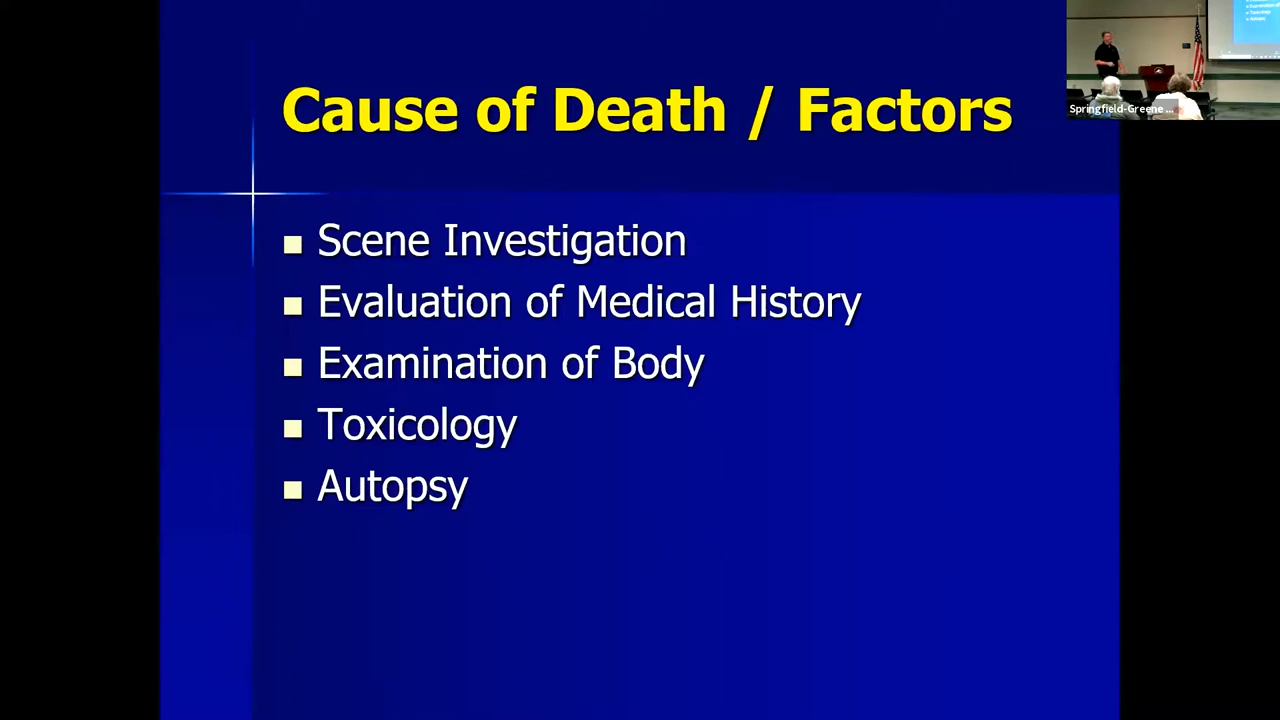 Cause of Death / Factors
Scene Investigation
Evaluation of Medical History
Examination of Body
Toxicology
Autopsy
Springfield-Greene ...